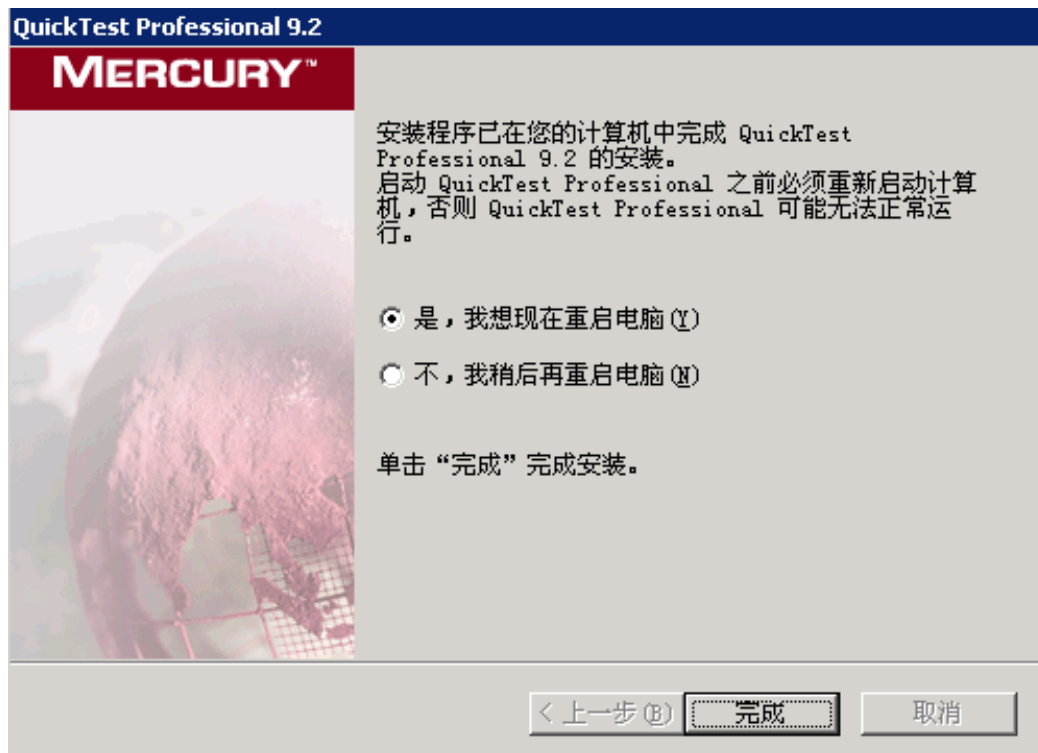 QuickTest Professional 9.2
MERCURY™
安装程序已在您的计算机中完成 QuickTest
Professional 9.2 的安装。
启动 QuickTest Professional 之前必须重新启动计算
机，否则 QuickTest Professional 可能无法正常运
行。
是，我想现在重启电脑(Y)
不，我稍后再重启电脑(N)
单击“完成”完成安装。
< 上一步(B)
完成
取消